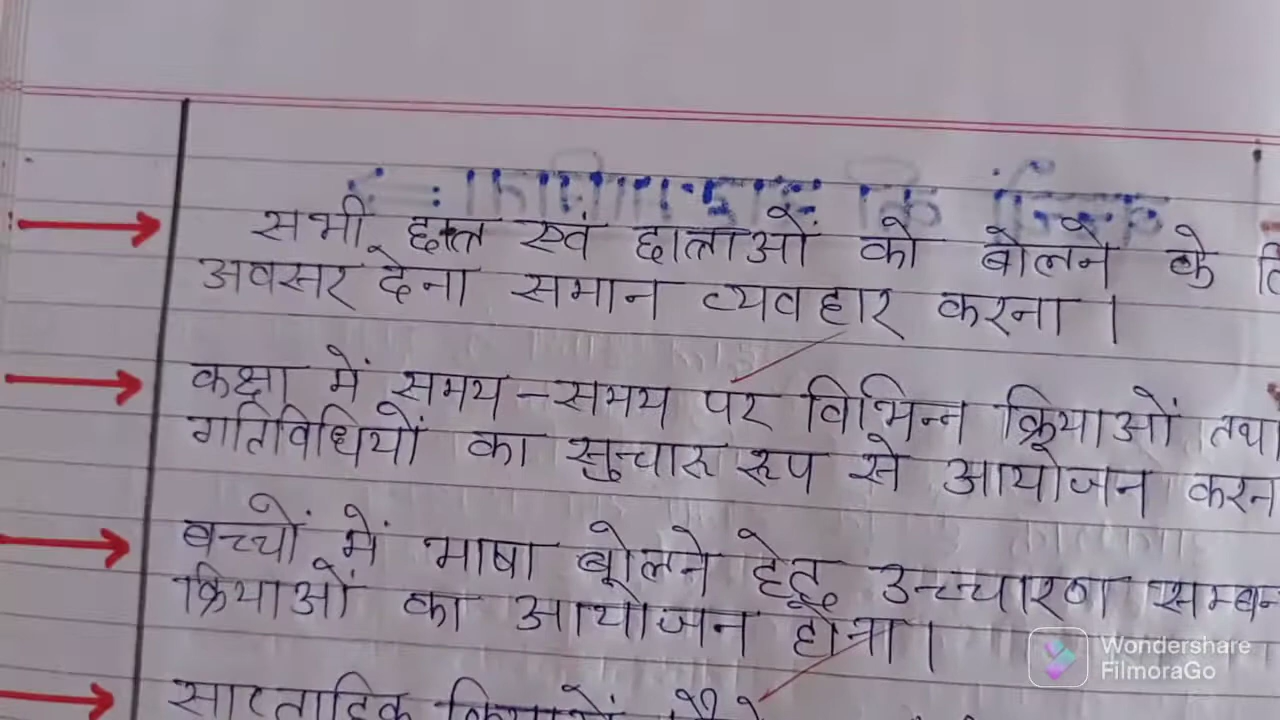 सभी छात्र एवं छात्राओं को बोलने के
अवसर देना समान व्यवहार करना।
कक्षा में समय-समय पर विभिन्न क्रियाओं तथा
गतिविधियों का सुचारू रूप से आयोजन करन
बच्चों में भाषा बोलने हेतु उच्चारण सम्बन
क्रियाओं का आयोजन होना।
Wondershare
FilmoraGo